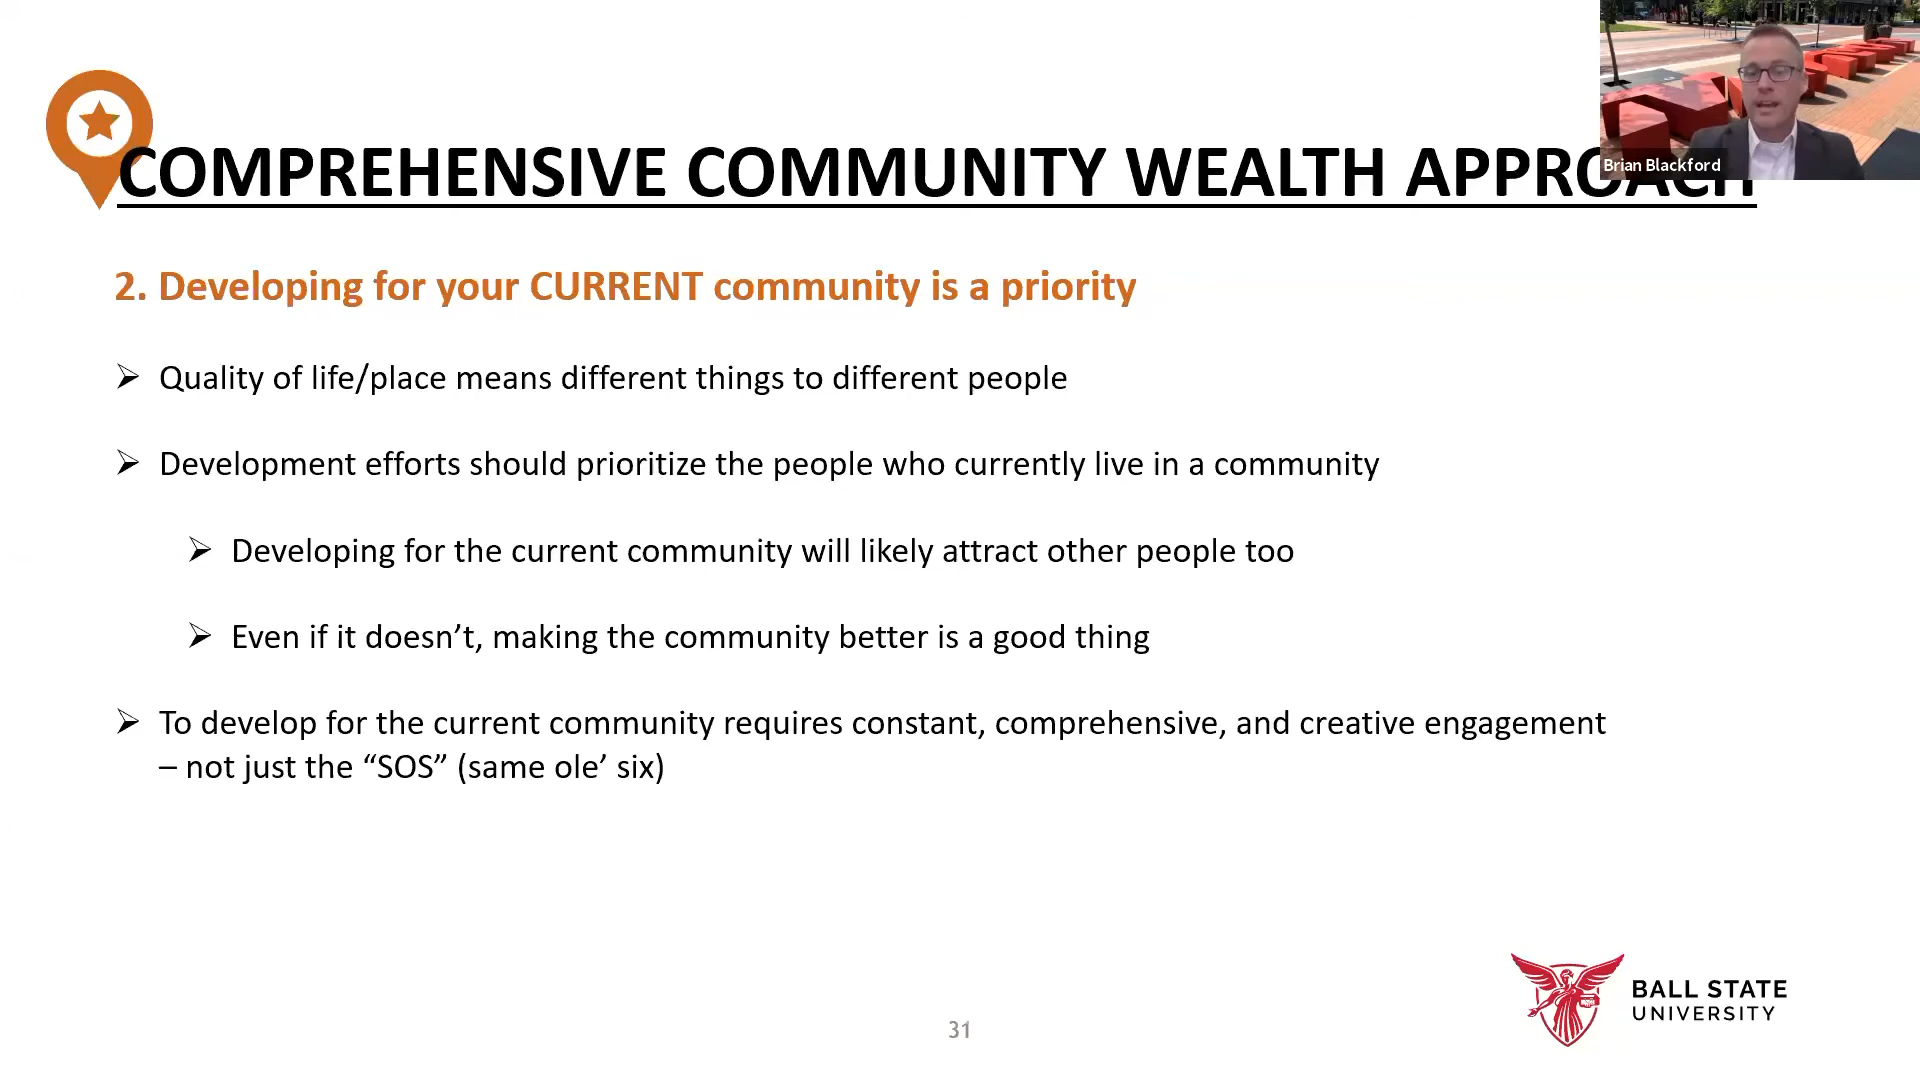 COMPREHENSIVE COMMUNITY WEALTH APPROACH
Brian Blackford
2. Developing for your CURRENT community is a priority
Quality of life/place means different things to different people
Development efforts should prioritize the people who currently live in a community
Developing for the current community will likely attract other people too
Even if it doesn’t, making the community better is a good thing
To develop for the current community requires constant, comprehensive, and creative engagement
– not just the “SOS” (same ole’ six)
BALL STATE
UNIVERSITY
31